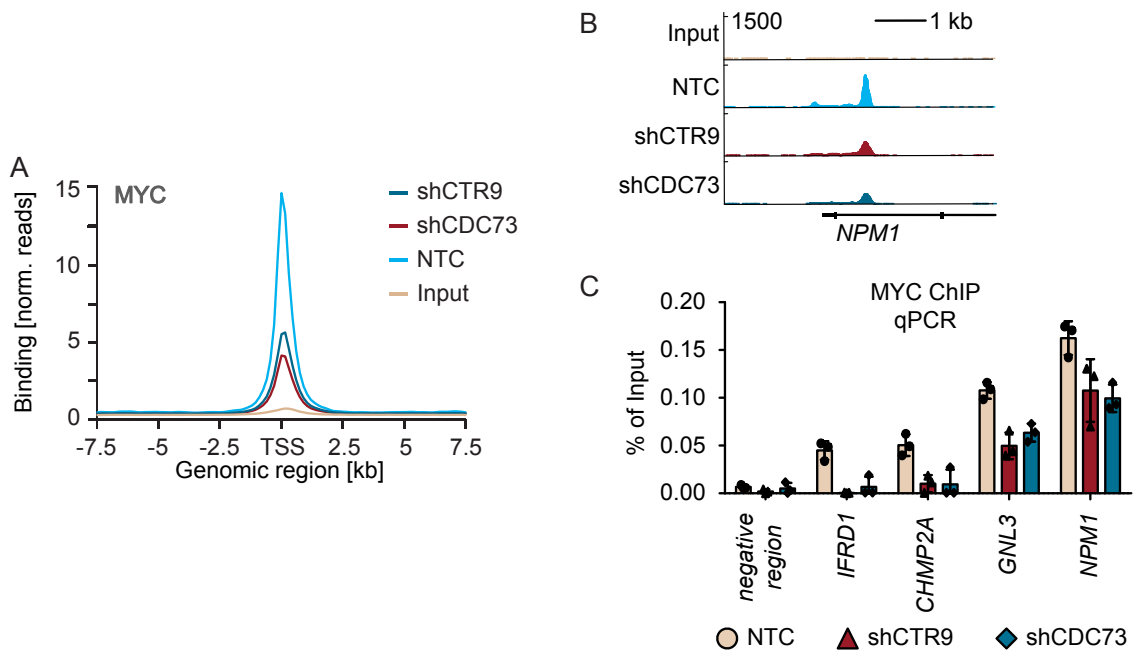 A
MYC
15
10
5
0
Binding [norm. reads]
-7.5
-5
-2.5
TSS
2.5
5
7.5
Genomic region [kb]
shCTR9
shCDC73
NTC
Input
B
1500
1 kb
Input
NTC
shCTR9
shCDC73
NPM1
C
MYC ChIP
qPCR
0.20
0.15
0.10
0.05
0.00
% of Input
negative
region
IFRD1
CHMP2A
GNL3
NPM1
NTC
shCTR9
shCDC73